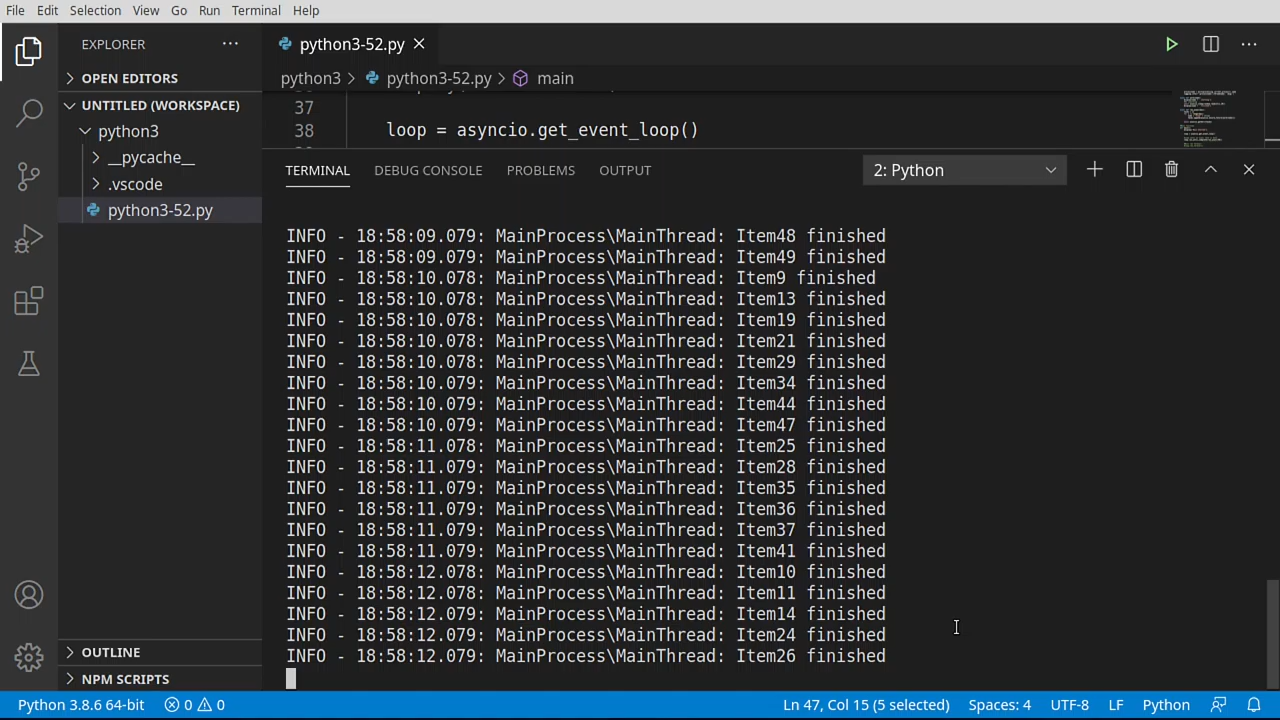 File Edit Selection View Go Run Terminal Help
EXPLORER
python3-52.py
OPEN EDITORS
python3 python3-52.py main
UNTITLED (WORKSPACE)
python3
__pycache__
.vscode
python3-52.py
37
38 loop = asyncio.get_event_loop()
TERMINAL DEBUG CONSOLE PROBLEMS OUTPUT 2: Python
INFO - 18:58:09.079: MainProcess\MainThread: Item48 finished
INFO - 18:58:09.079: MainProcess\MainThread: Item49 finished
INFO - 18:58:10.078: MainProcess\MainThread: Item9 finished
INFO - 18:58:10.078: MainProcess\MainThread: Item13 finished
INFO - 18:58:10.078: MainProcess\MainThread: Item19 finished
INFO - 18:58:10.078: MainProcess\MainThread: Item21 finished
INFO - 18:58:10.078: MainProcess\MainThread: Item29 finished
INFO - 18:58:10.079: MainProcess\MainThread: Item34 finished
INFO - 18:58:10.079: MainProcess\MainThread: Item44 finished
INFO - 18:58:10.079: MainProcess\MainThread: Item47 finished
INFO - 18:58:11.078: MainProcess\MainThread: Item25 finished
INFO - 18:58:11.079: MainProcess\MainThread: Item28 finished
INFO - 18:58:11.079: MainProcess\MainThread: Item35 finished
INFO - 18:58:11.079: MainProcess\MainThread: Item36 finished
INFO - 18:58:11.079: MainProcess\MainThread: Item37 finished
INFO - 18:58:11.079: MainProcess\MainThread: Item41 finished
INFO - 18:58:12.078: MainProcess\MainThread: Item10 finished
INFO - 18:58:12.078: MainProcess\MainThread: Item11 finished
INFO - 18:58:12.079: MainProcess\MainThread: Item14 finished
INFO - 18:58:12.079: MainProcess\MainThread: Item24 finished
INFO - 18:58:12.079: MainProcess\MainThread: Item26 finished
OUTLINE
NPM SCRIPTS
Python 3.8.6 64-bit 0 0 Ln 47, Col 15 (5 selected) Spaces: 4 UTF-8 LF Python